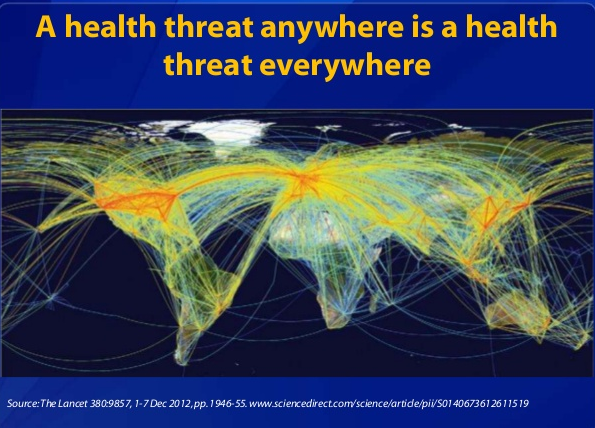 A health threat anywhere is a health
threat everywhere
Source: The Lancet 380:9857, 1-7 Dec 2012, pp. 1946-55. www.sciencedirect.com/science/article/pii/S0140673612611519